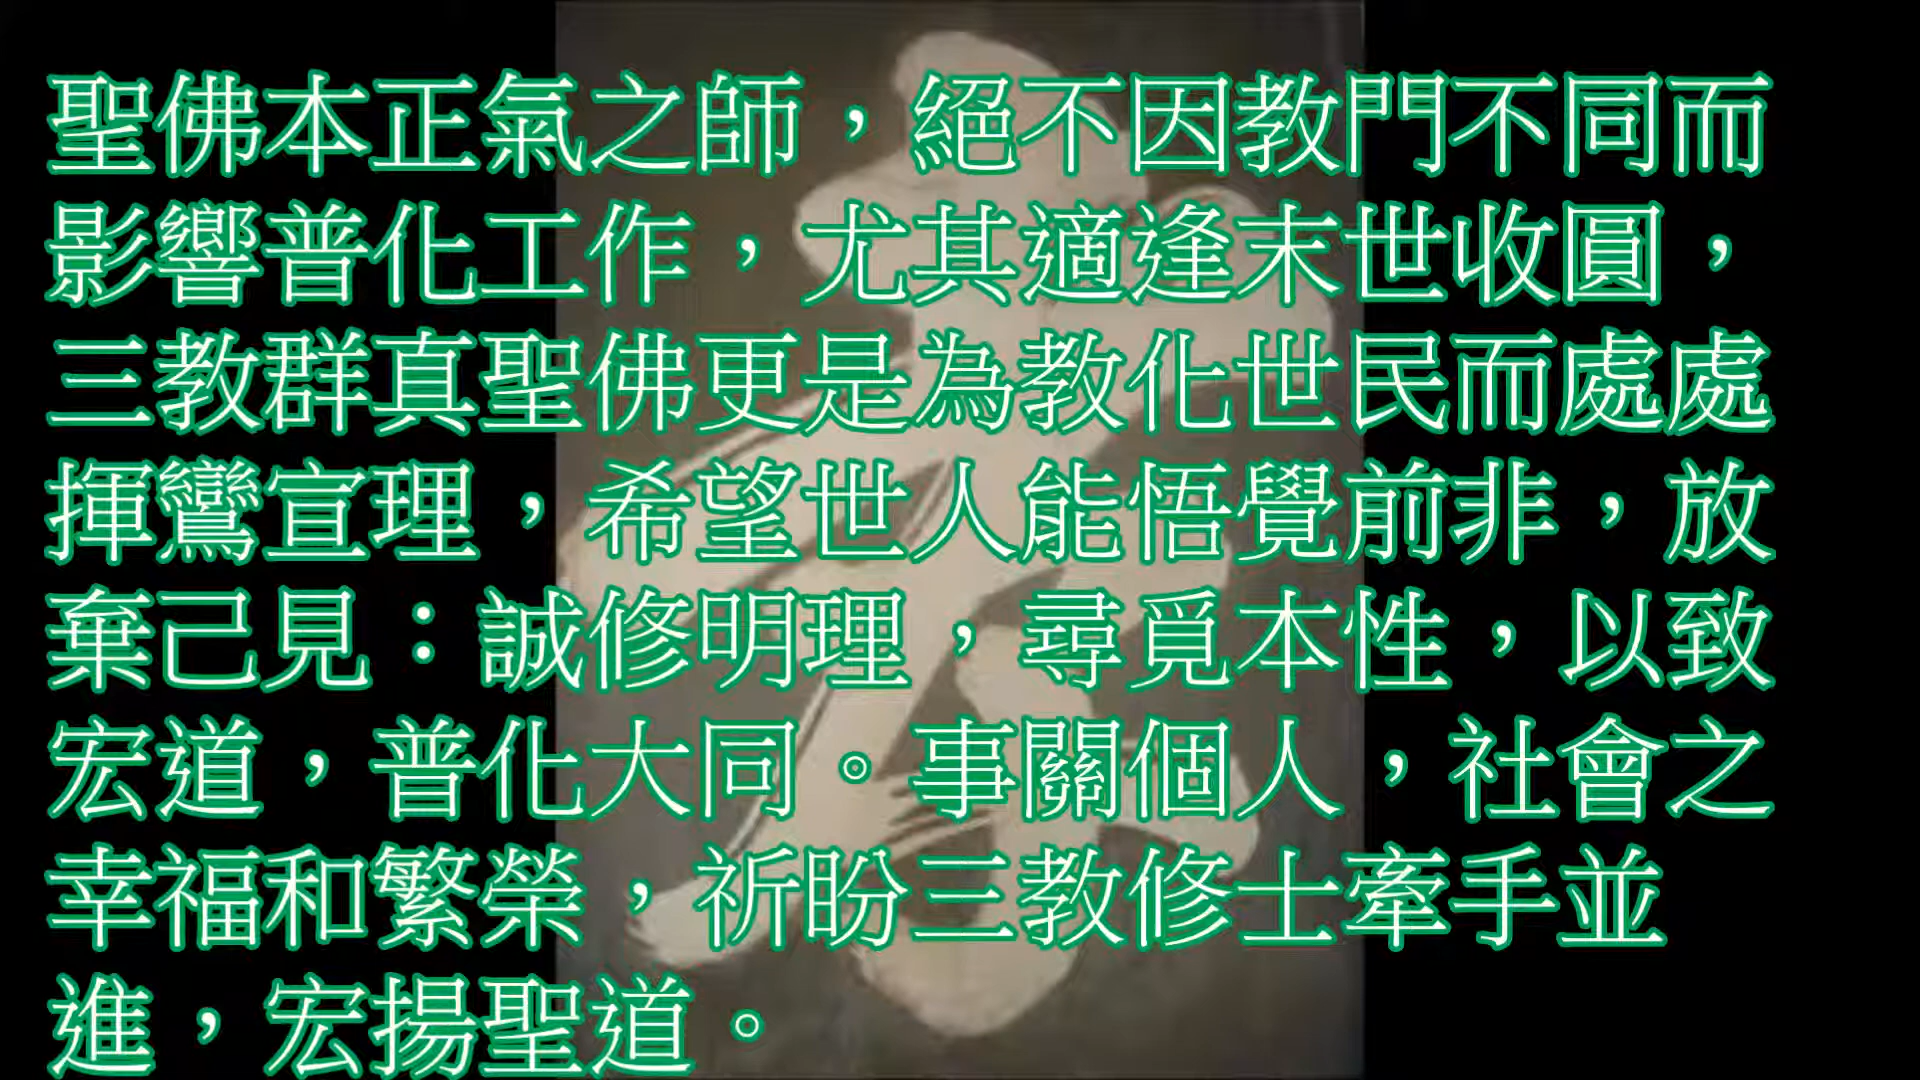 聖佛本正氣之師，絕不因教門不同而
影響普化工作，尤其適逢末世收圓，
三教群真聖佛更是為教化世民而處處
揮鸞宣理，希望世人能悟覺前非，放
棄己見：誠修明理，尋覓本性，以致
宏道，普化大同。事關個人，社會之
幸福和繁榮，祈盼三教修士牽手並
進，宏揚聖道。